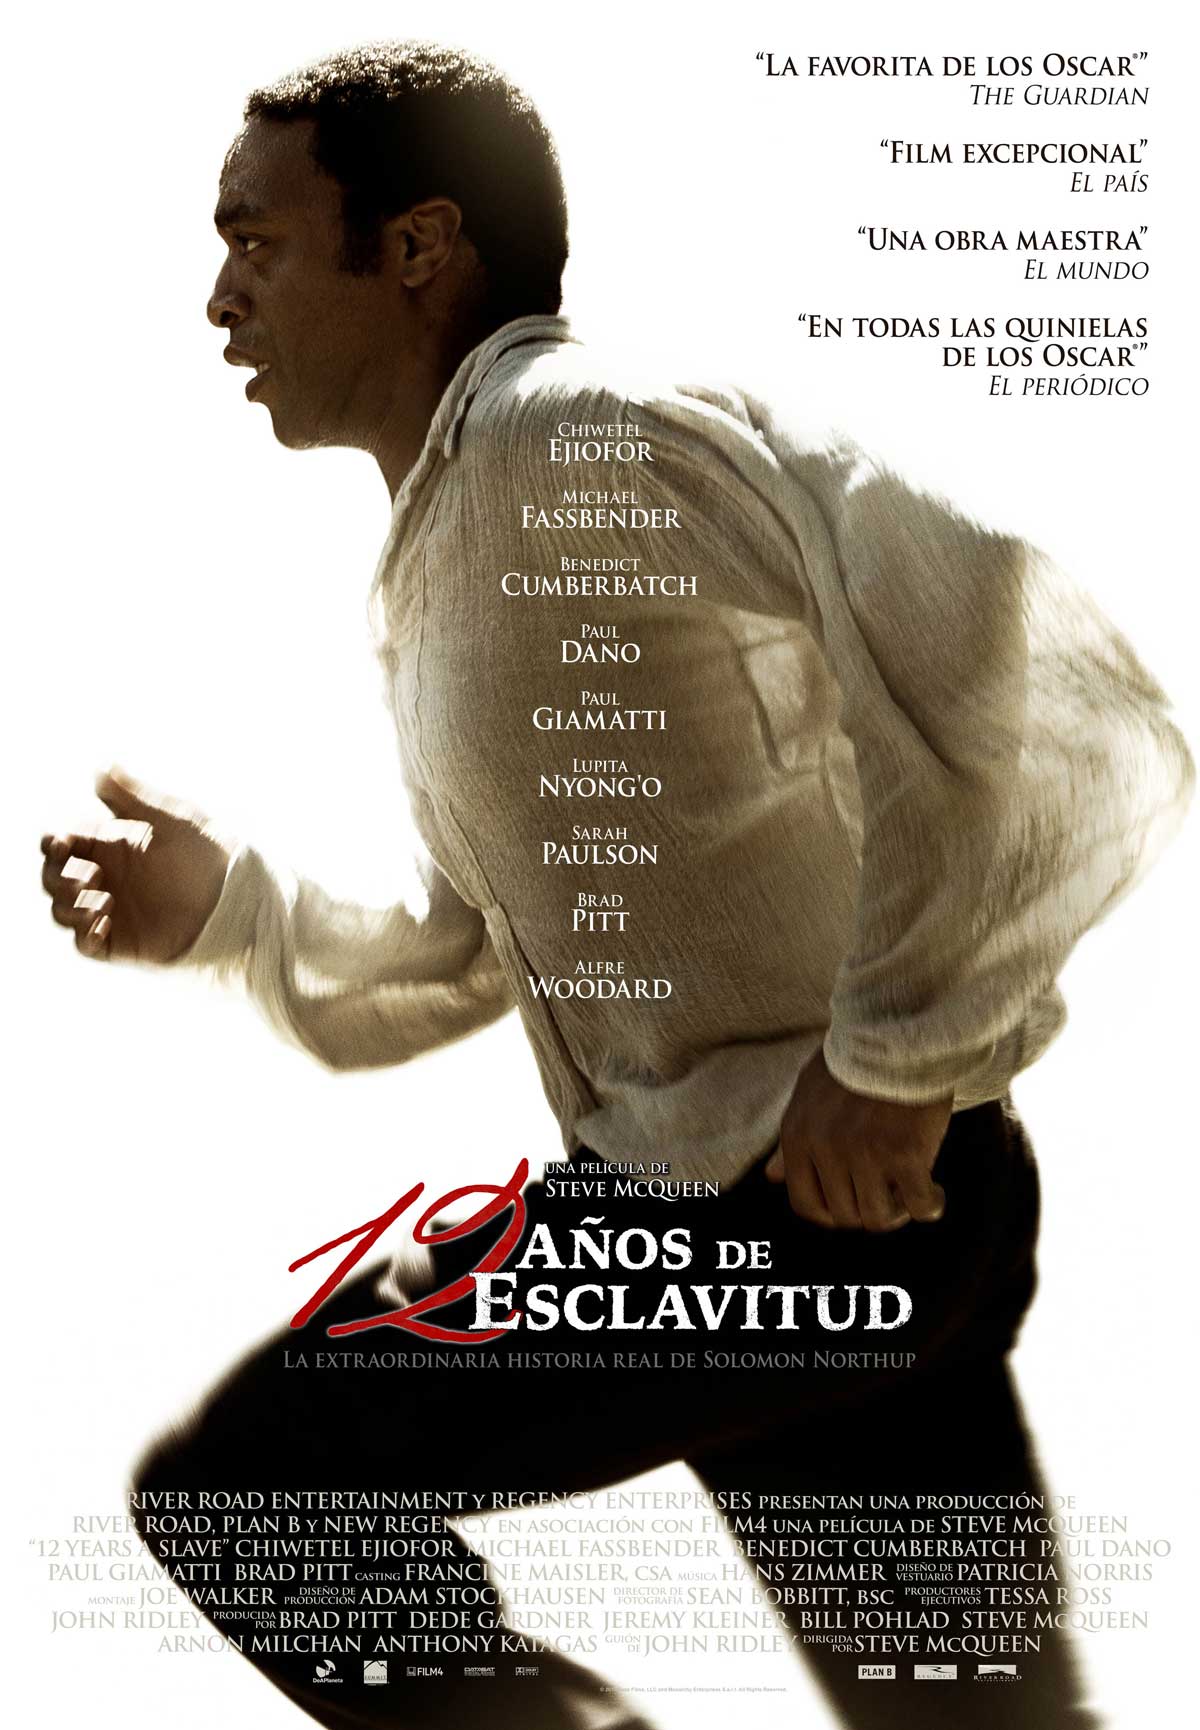 “LA FAVORITA DE LOS OSCAR®”
THE GUARDIAN
“FILM EXCEPCIONAL”
EL PAÍS
“UNA OBRA MAESTRA”
EL MUNDO
“EN TODAS LAS QUINIELAS
DE LOS OSCAR®”
EL PERIÓDICO
CHIWETEL
EJIOFOR
MICHAEL
FASSBENDER
BENEDICT
CUMBERBATCH
PAUL
DANO
PAUL
GIAMATTI
LUPITA
NYONG'O
SARAH
PAULSON
BRAD
PITT
ALFRE
WOODARD
UNA PELÍCULA DE
STEVE MCQUEEN
12 AÑOS DE
ESCLAVITUD
LA EXTRAORDINARIA HISTORIA REAL DE SOLOMON NORTHUP
RIVER ROAD ENTERTAINMENT Y REGENCY ENTERPRISES PRESENTAN UNA PRODUCCIÓN DE
RIVER ROAD, PLAN B Y NEW REGENCY EN ASOCIACIÓN CON FILM4 UNA PELÍCULA DE STEVE MCQUEEN
“12 YEARS A SLAVE” CHIWETEL EJIOFOR MICHAEL FASSBENDER BENEDICT CUMBERBATCH PAUL DANO
PAUL GIAMATTI BRAD PITT CASTING FRANCINE MAISLER, CSA MÚSICA HANS ZIMMER DISEÑO DE VESTUARIO PATRICIA NORRIS
MONTAJE JOE WALKER DISEÑO DE PRODUCCIÓN ADAM STOCKHAUSEN DIRECTOR DE FOTOGRAFÍA SEAN BOBBITT, BSC PRODUCTORES EJECUTIVOS TESSA ROSS
JOHN RIDLEY PRODUCIDA POR BRAD PITT DEDE GARDNER JEREMY KLEINER BILL POHLAD STEVE MCQUEEN
ARNON MILCHAN ANTHONY KATAGAS GUIÓN DE JOHN RIDLEY DIRIGIDA POR STEVE MCQUEEN
DeAPlaneta SUMMIT FILM4 DATASAT DOLBY PLAN B REGENCY RIVER ROAD